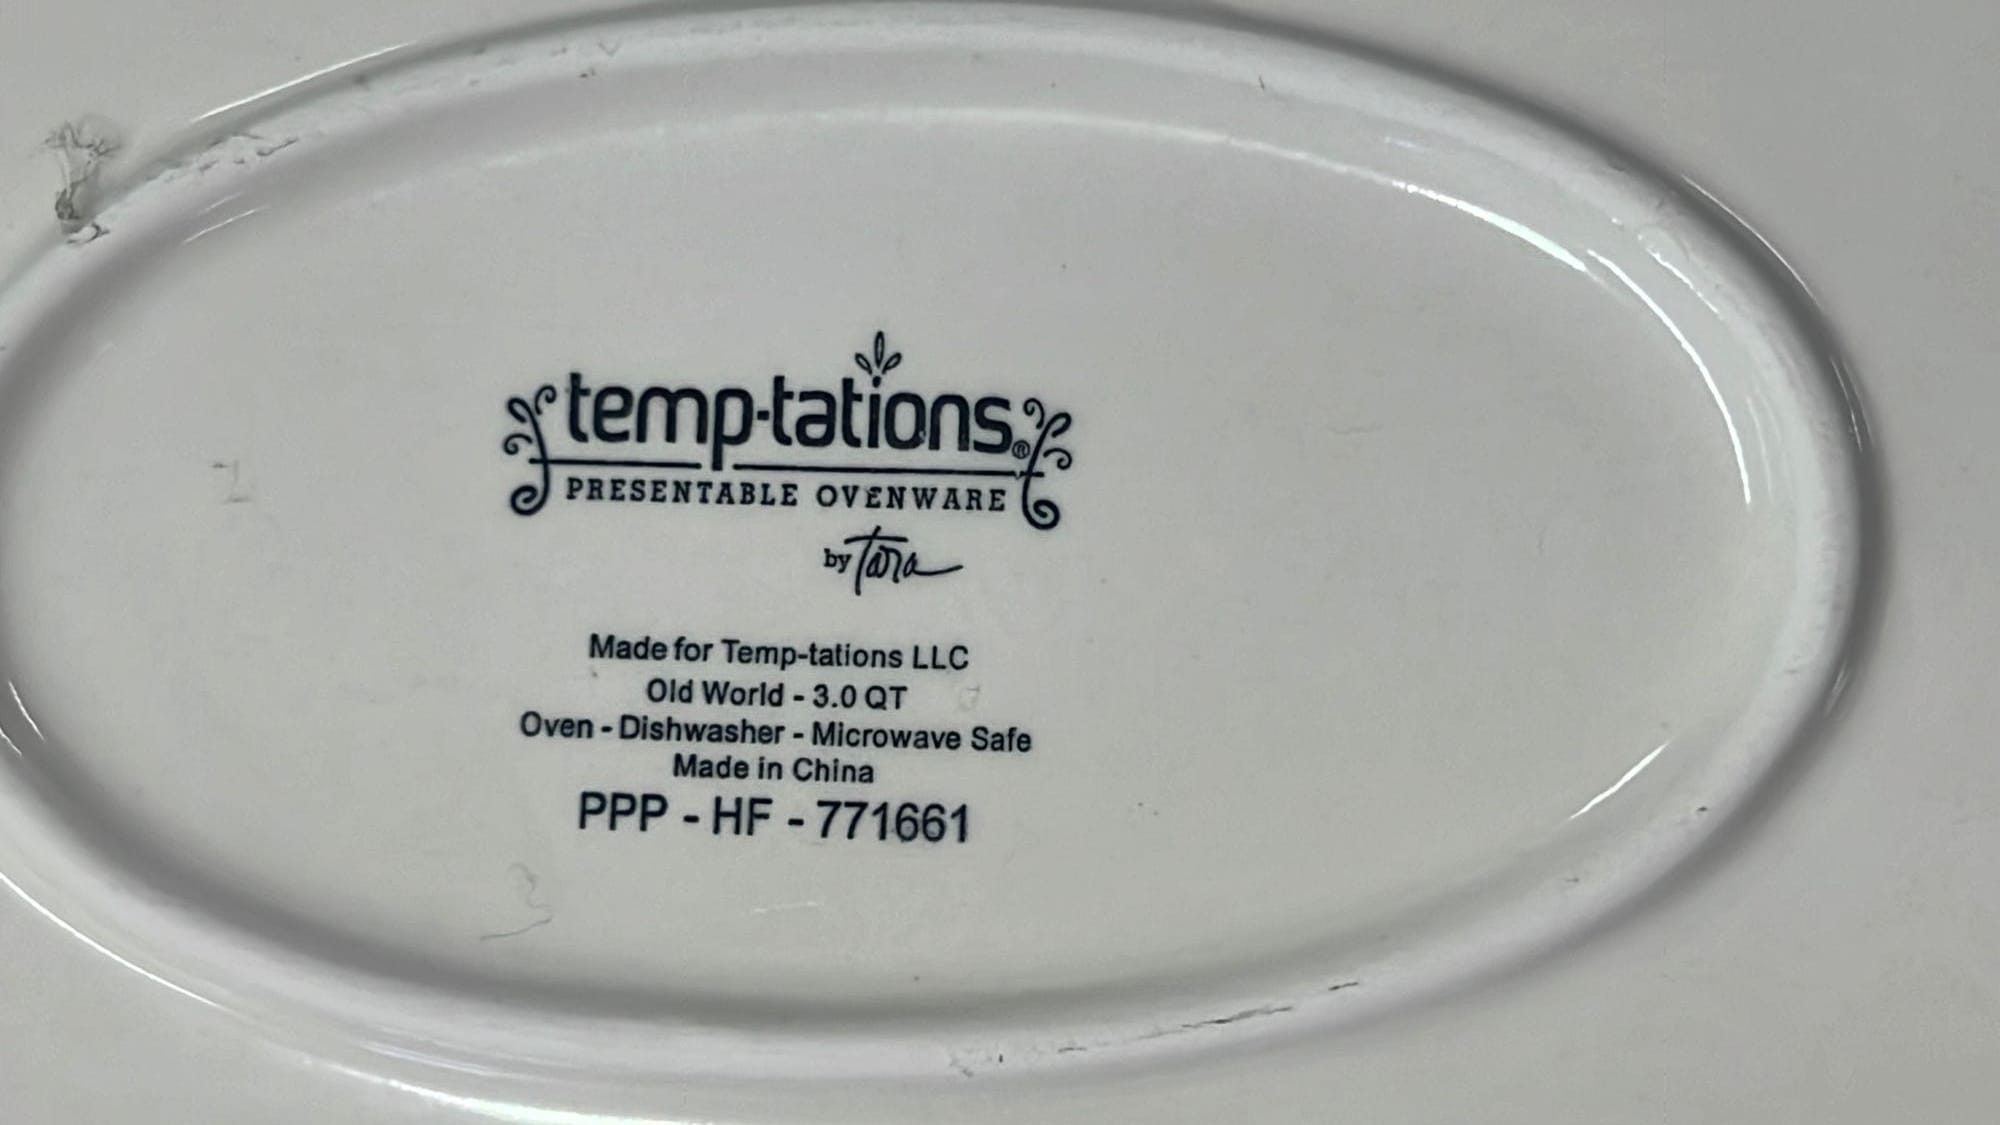 temp-tations®
PRESENTABLE OVENWARE
by Tara
Made for Temp-tations LLC
Old World - 3.0 QT
Oven - Dishwasher - Microwave Safe
Made in China
PPP - HF - 771661